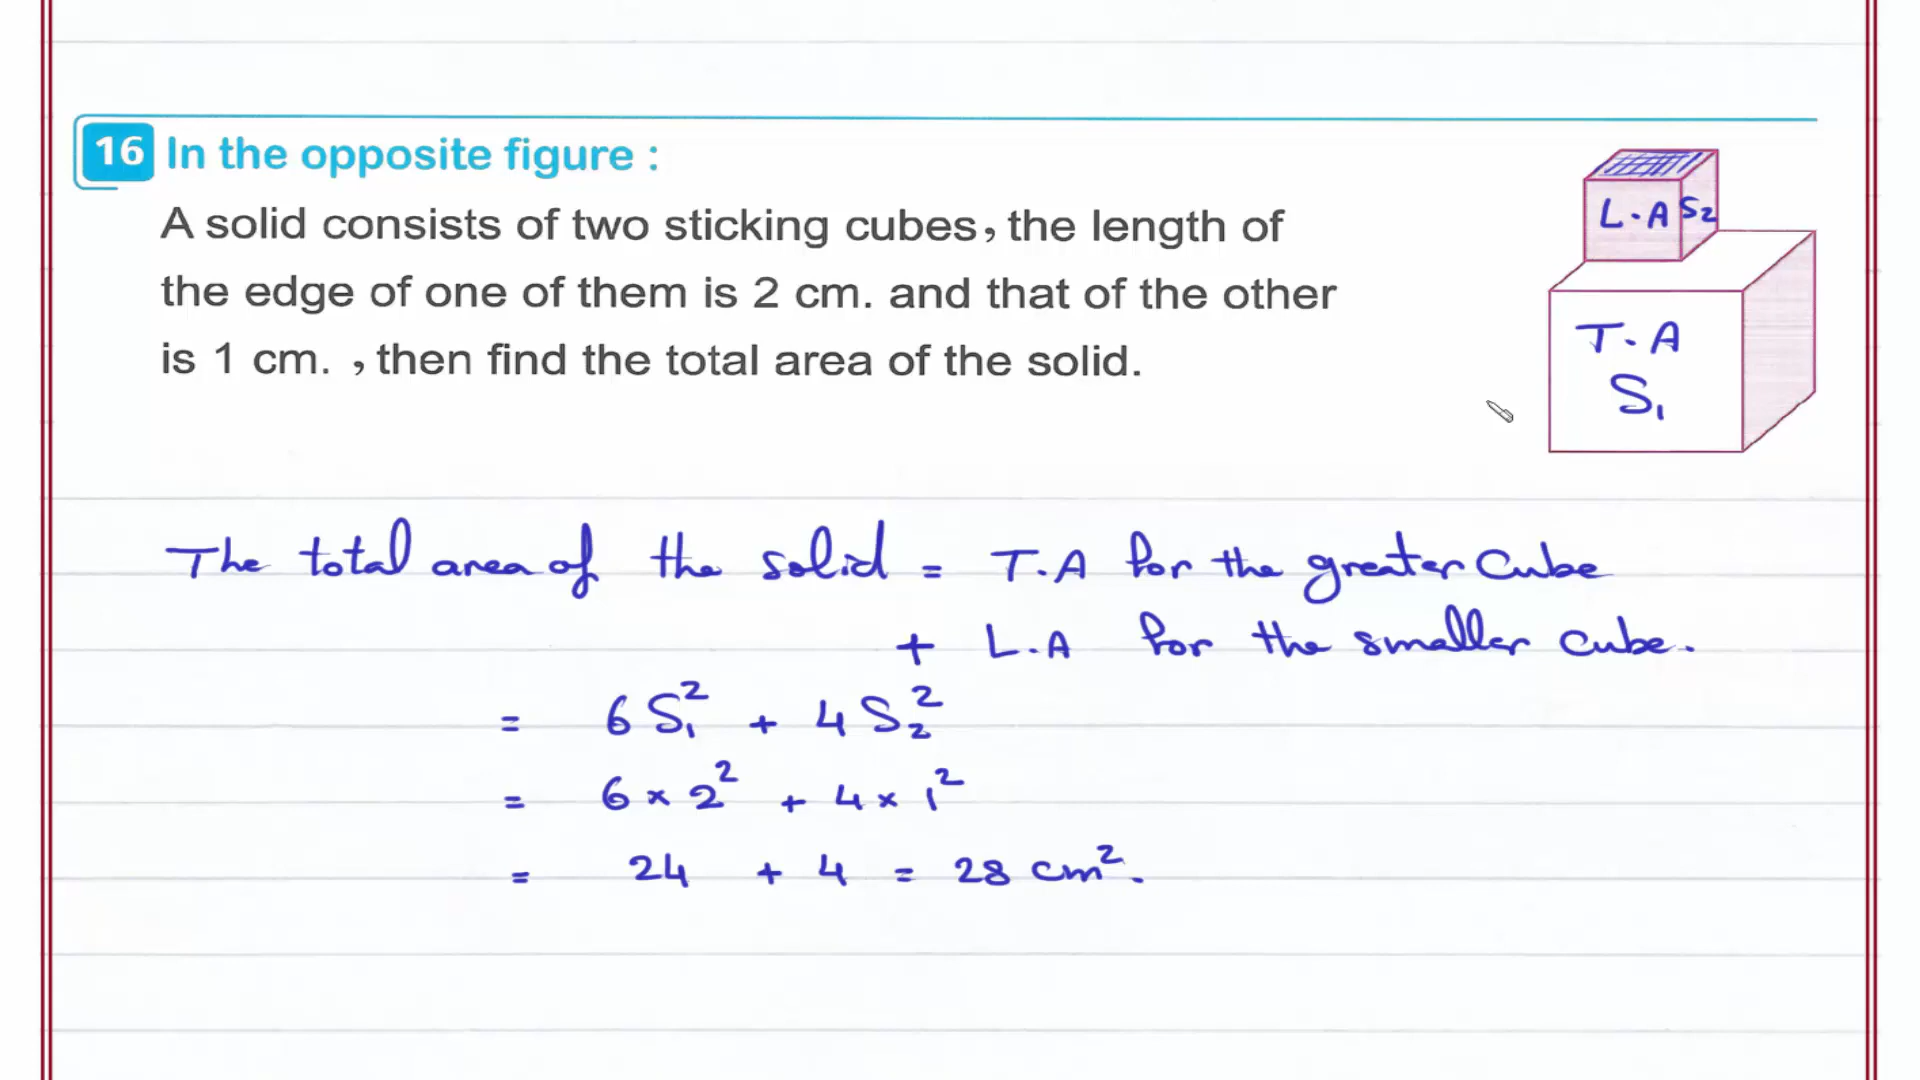 16 In the opposite figure :
A solid consists of two sticking cubes, the length of
the edge of one of them is 2 cm. and that of the other
is 1 cm. , then find the total area of the solid.
L.A S₂
T.A
S₁
The total area of the solid = T.A for the greater Cube
+ L.A for the smaller cube.
= 6 S₁² + 4 S₂²
= 6 × 2² + 4 × 1²
= 24 + 4 = 28 cm².